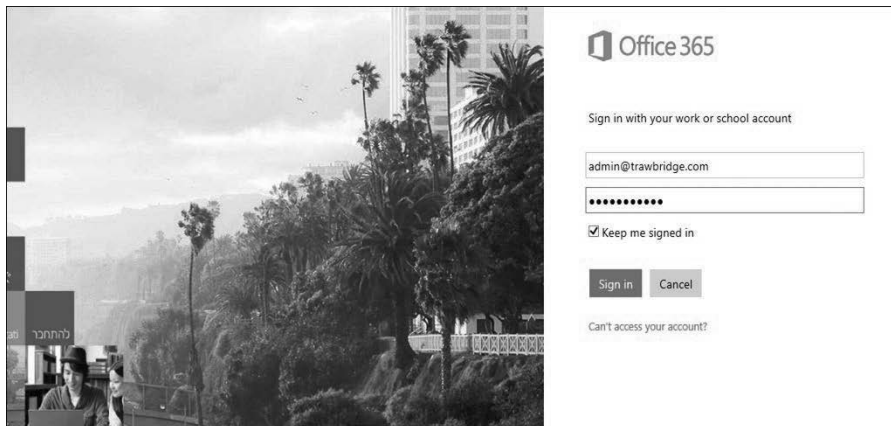 Office 365
Sign in with your work or school account
admin@trawbridge.com
Keep me signed in
Sign in Cancel
Can't access your account?
להתחבר